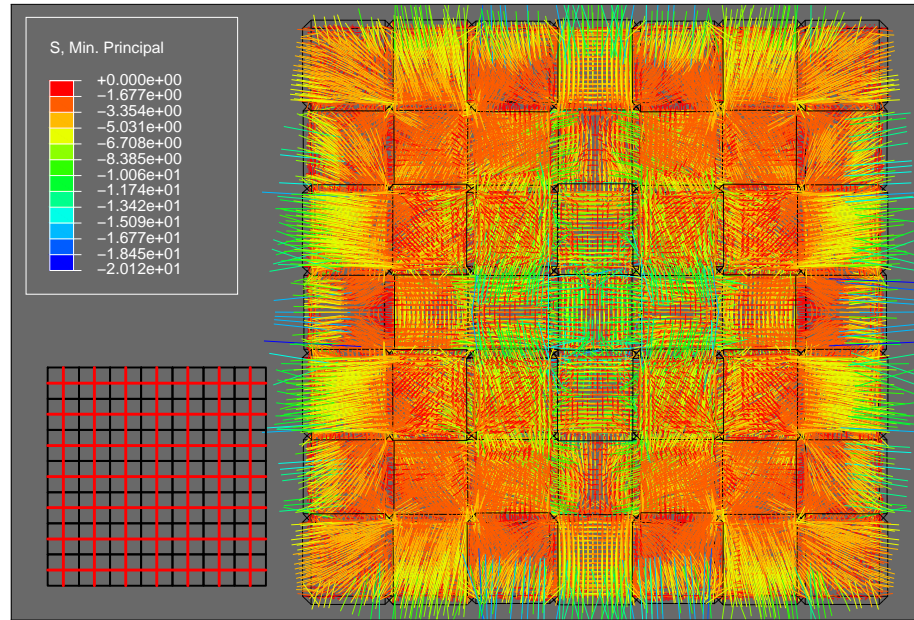 S, Min. Principal
+0.000e+00
−1.677e+00
−3.354e+00
−5.031e+00
−6.708e+00
−8.385e+00
−1.006e+01
−1.174e+01
−1.342e+01
−1.509e+01
−1.677e+01
−1.845e+01
−2.012e+01